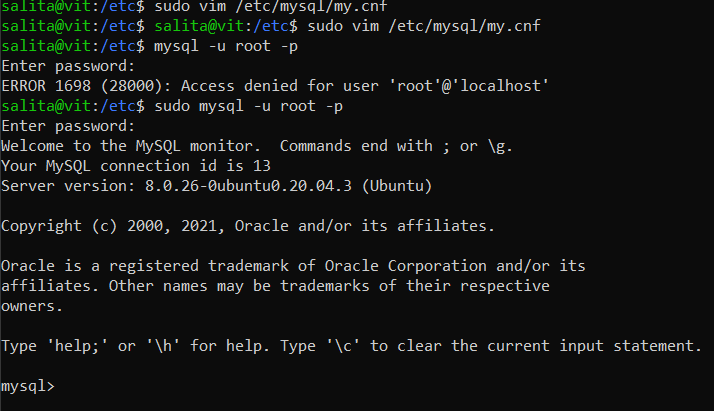 salita@vit:/etc$ sudo vim /etc/mysql/my.cnf
salita@vit:/etc$ salita@vit:/etc$ sudo vim /etc/mysql/my.cnf
salita@vit:/etc$ mysql -u root -p
Enter password:
ERROR 1698 (28000): Access denied for user 'root'@'localhost'
salita@vit:/etc$ sudo mysql -u root -p
Enter password:
Welcome to the MySQL monitor.  Commands end with ; or \g.
Your MySQL connection id is 13
Server version: 8.0.26-0ubuntu0.20.04.3 (Ubuntu)
Copyright (c) 2000, 2021, Oracle and/or its affiliates.
Oracle is a registered trademark of Oracle Corporation and/or its
affiliates. Other names may be trademarks of their respective
owners.
Type 'help;' or '\h' for help. Type '\c' to clear the current input statement.
mysql>